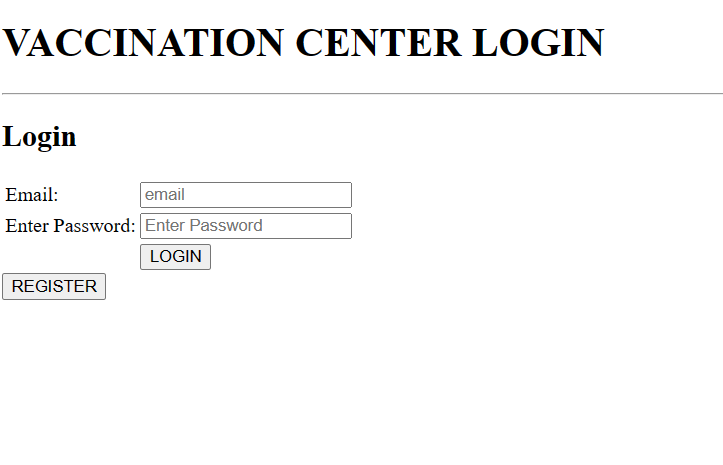 VACCINATION CENTER LOGIN
Login
Email: email
Enter Password: Enter Password
LOGIN
REGISTER